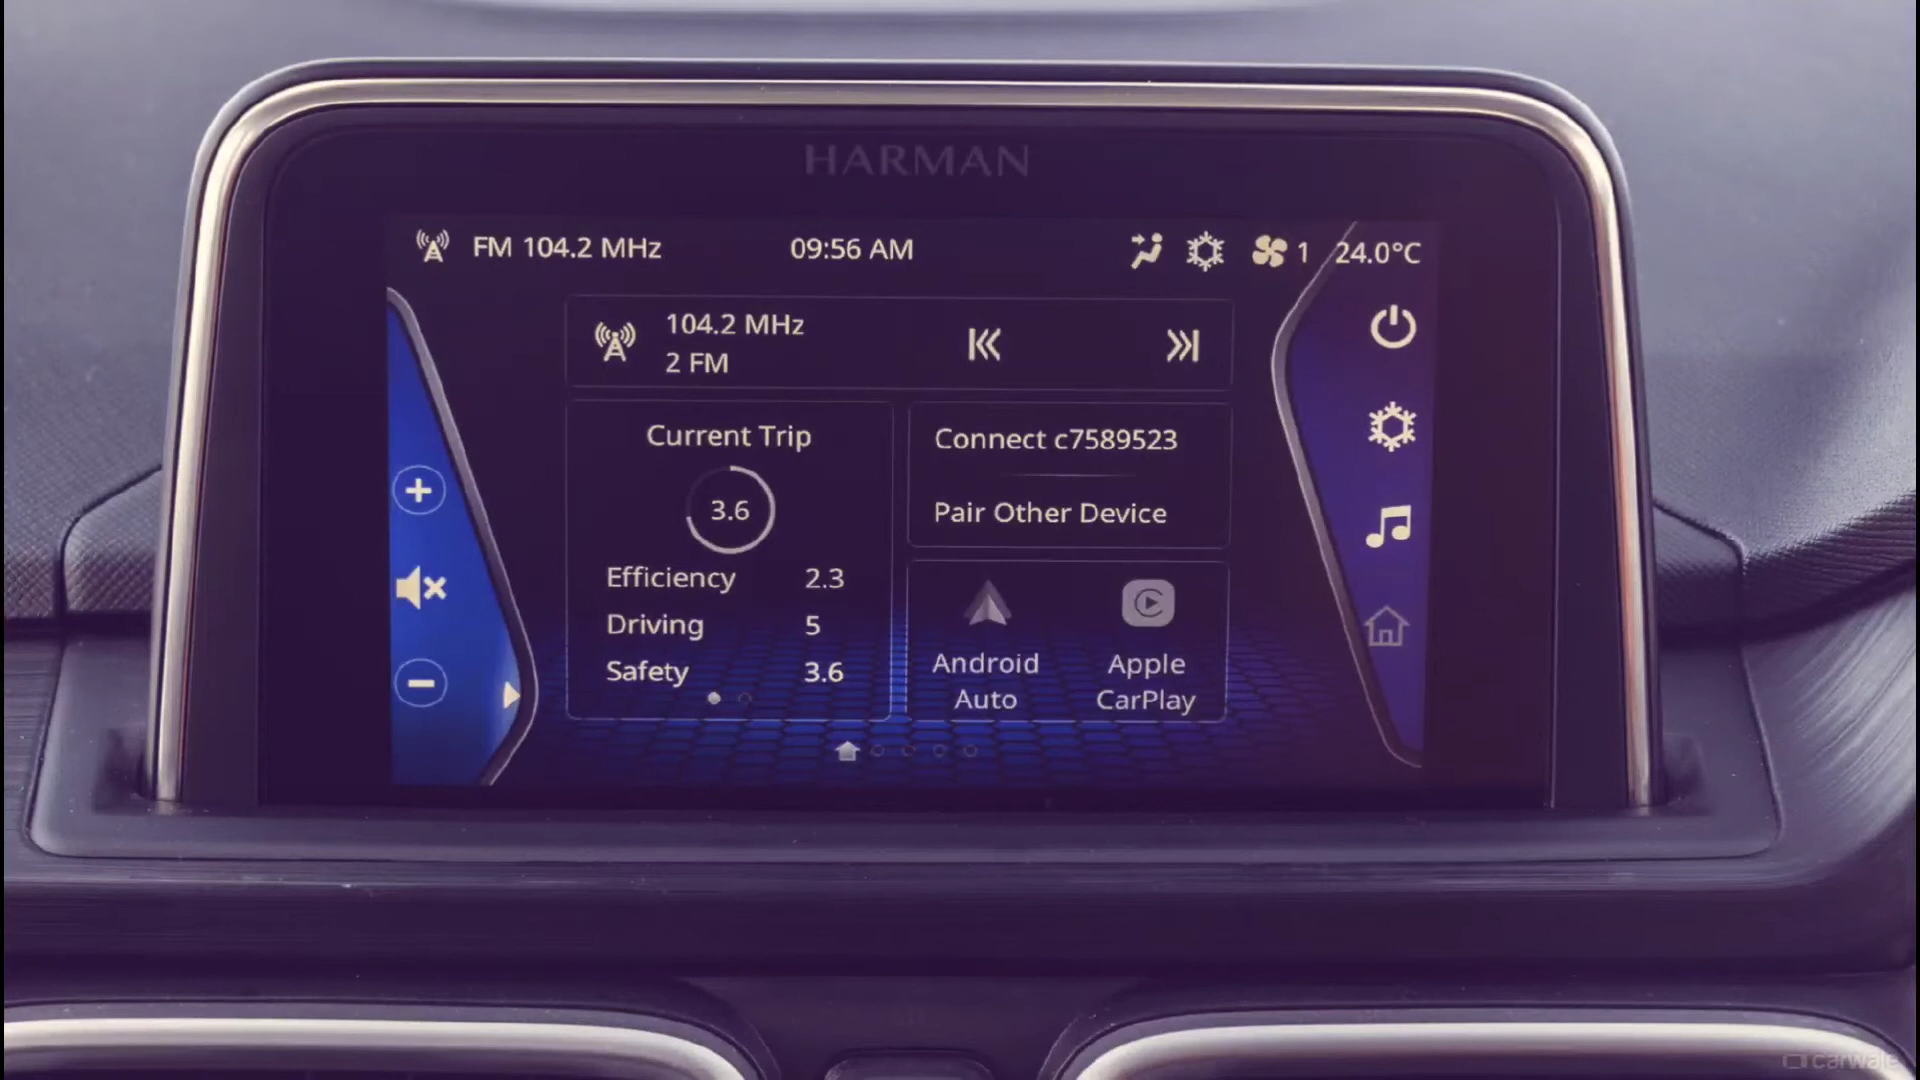 HARMAN
FM 104.2 MHz
09:56 AM
1
24.0°C
104.2 MHz
2 FM
Current Trip
3.6
Efficiency 2.3
Driving 5
Safety 3.6
Connect c7589523
Pair Other Device
Android
Auto
Apple
CarPlay
carwale